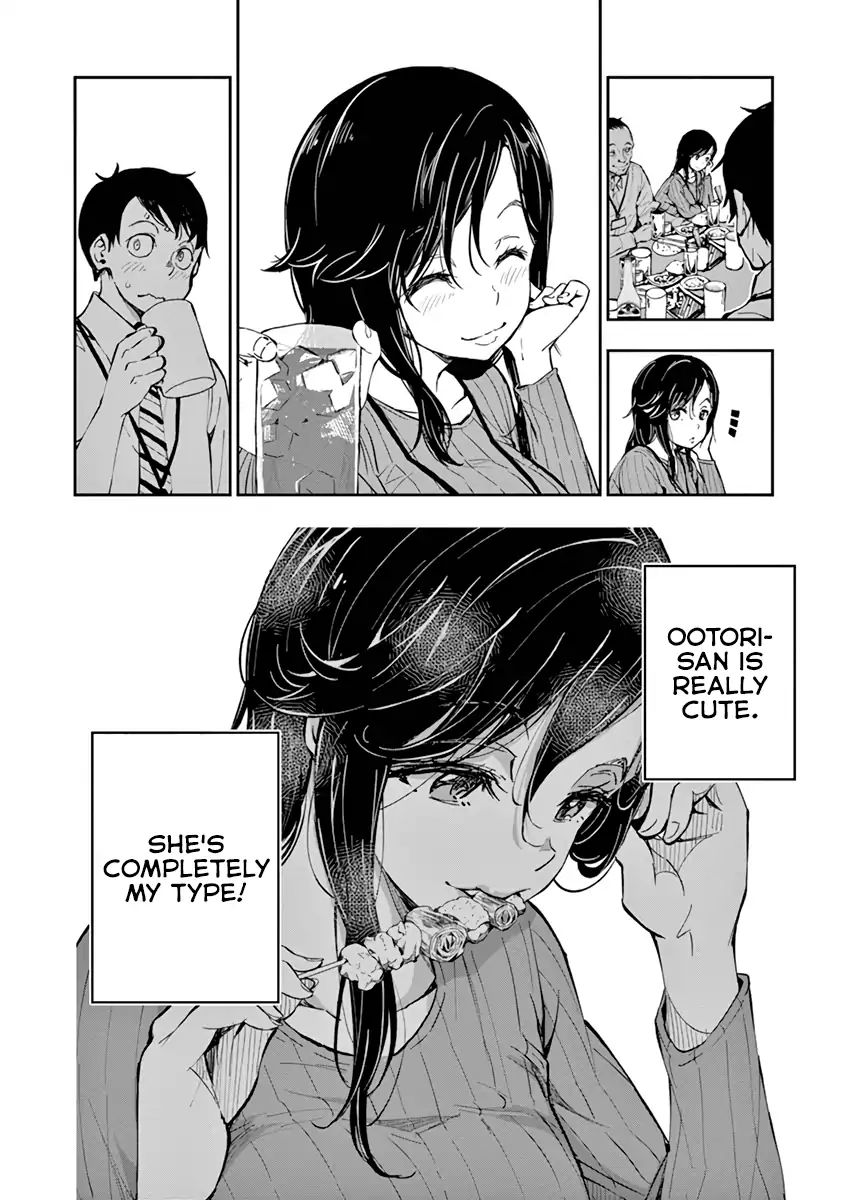 OOTORI-
SAN IS
REALLY
CUTE.
SHE'S
COMPLETELY
MY TYPE!